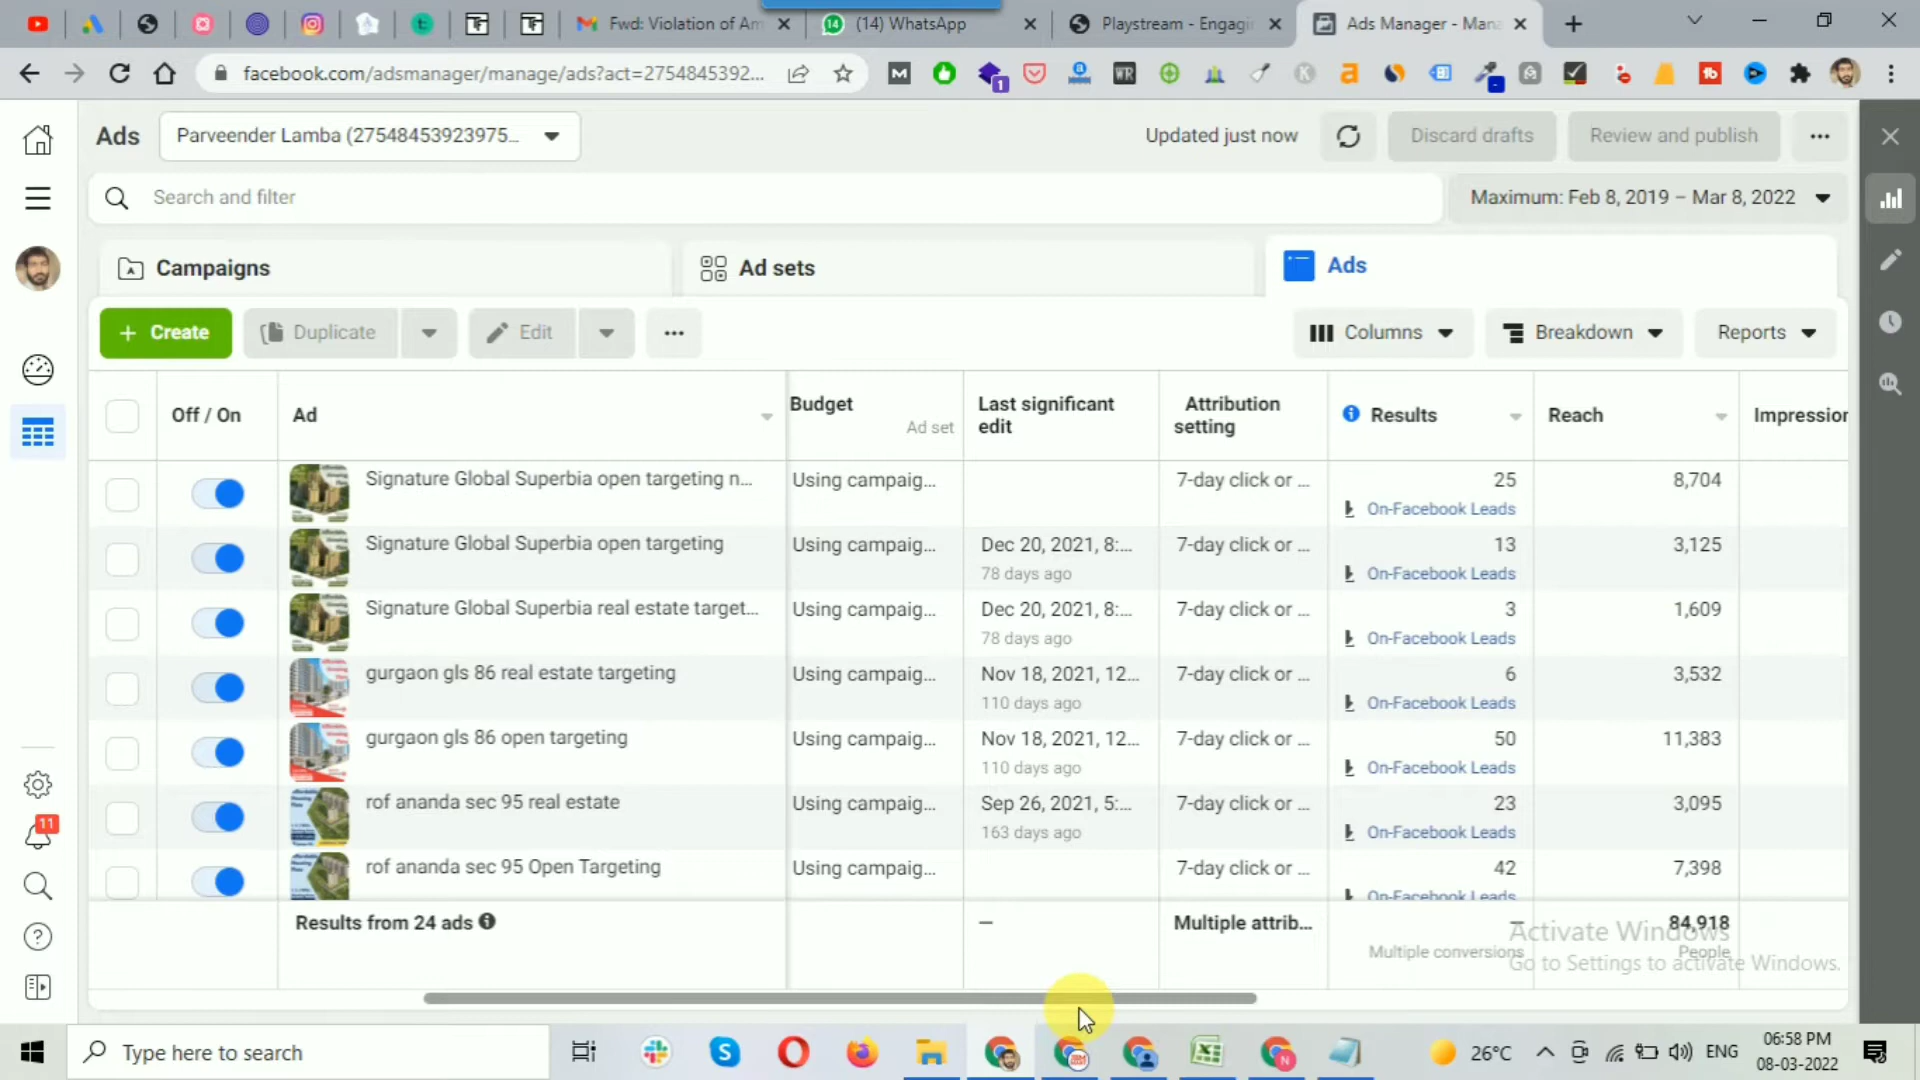 Fwd: Violation of Am
(14) WhatsApp
Playstream - Engagin
Ads Manager - Mana
facebook.com/adsmanager/manage/ads?act=2754845392...
Ads
Parveender Lamba (27548453923975...
Updated just now
Discard drafts
Review and publish
Search and filter
Maximum: Feb 8, 2019 – Mar 8, 2022
Campaigns
Ad sets
Ads
+ Create
Duplicate
Edit
Columns
Breakdown
Reports
Off / On
Ad
Budget
Ad set
Last significant
edit
Attribution
setting
Results
Reach
Impression
Signature Global Superbia open targeting n...
Using campaig...
7-day click or ...
25
On-Facebook Leads
8,704
Signature Global Superbia open targeting
Using campaig...
Dec 20, 2021, 8:...
78 days ago
7-day click or ...
13
On-Facebook Leads
3,125
Signature Global Superbia real estate target...
Using campaig...
Dec 20, 2021, 8:...
78 days ago
7-day click or ...
3
On-Facebook Leads
1,609
gurgaon gls 86 real estate targeting
Using campaig...
Nov 18, 2021, 12...
110 days ago
7-day click or ...
6
On-Facebook Leads
3,532
gurgaon gls 86 open targeting
Using campaig...
Nov 18, 2021, 12...
110 days ago
7-day click or ...
50
On-Facebook Leads
11,383
rof ananda sec 95 real estate
Using campaig...
Sep 26, 2021, 5:...
163 days ago
7-day click or ...
23
On-Facebook Leads
3,095
rof ananda sec 95 Open Targeting
Using campaig...
7-day click or ...
42
On-Facebook Leads
7,398
Results from 24 ads
—
Multiple attrib...
—
Multiple conversions
84,918
People
Activate Windows
Go to Settings to activate Windows.
11
Type here to search
26°C
ENG
06:58 PM
08-03-2022